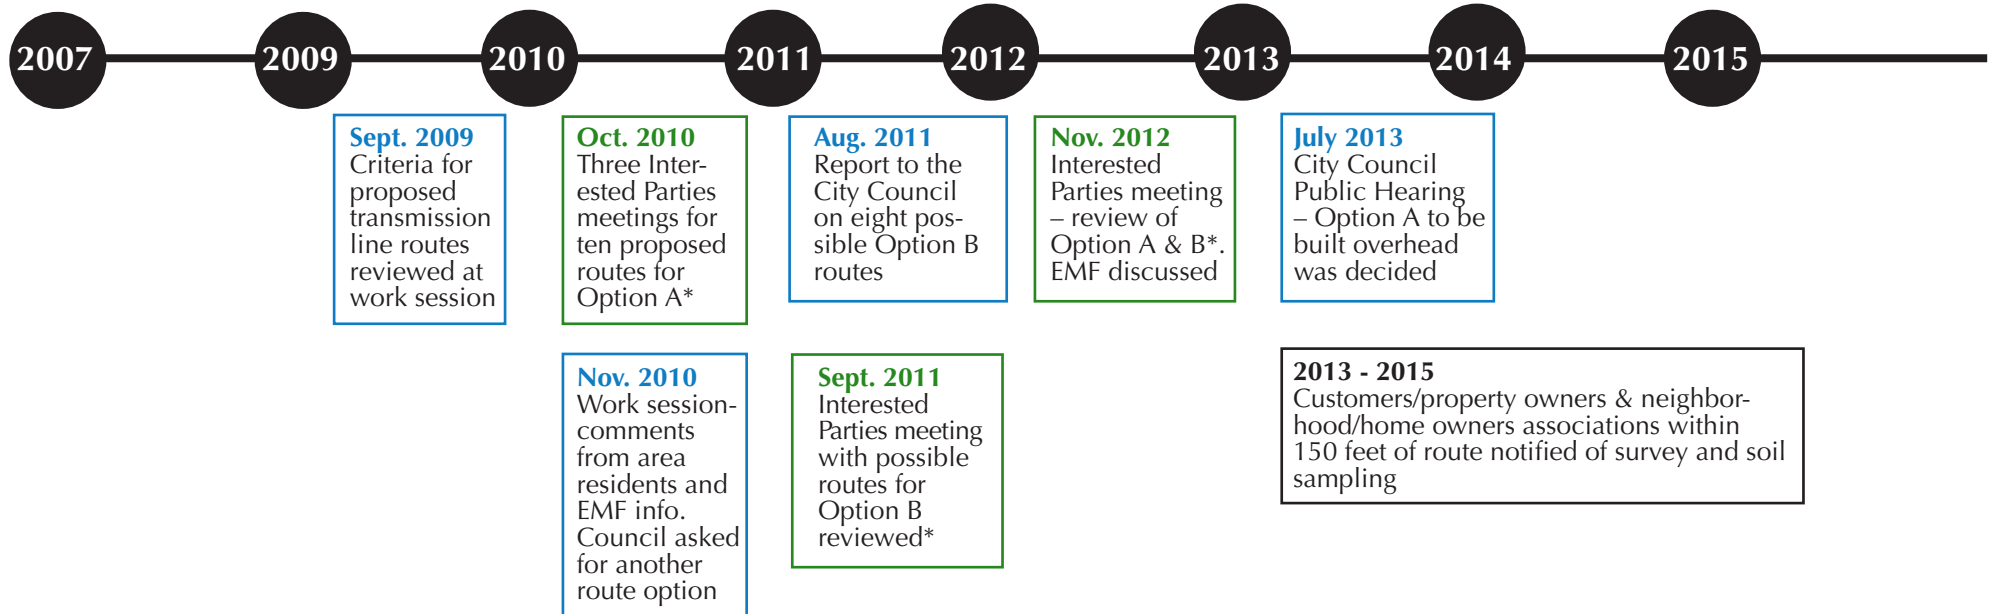 2007
2009
2010
2011
2012
2013
2014
2015
Sept. 2009
Criteria for
proposed
transmission
line routes
reviewed at
work session
Oct. 2010
Three Inter-
ested Parties
meetings for
ten proposed
routes for
Option A*
Aug. 2011
Report to the
City Council
on eight pos-
sible Option B
routes
Nov. 2012
Interested
Parties meeting
– review of
Option A & B*.
EMF discussed
July 2013
City Council
Public Hearing
– Option A to be
built overhead
was decided
Nov. 2010
Work session-
comments
from area
residents and
EMF info.
Council asked
for another
route option
Sept. 2011
Interested
Parties meeting
with possible
routes for
Option B
reviewed*
2013 - 2015
Customers/property owners & neighbor-
hood/home owners associations within
150 feet of route notified of survey and soil
sampling